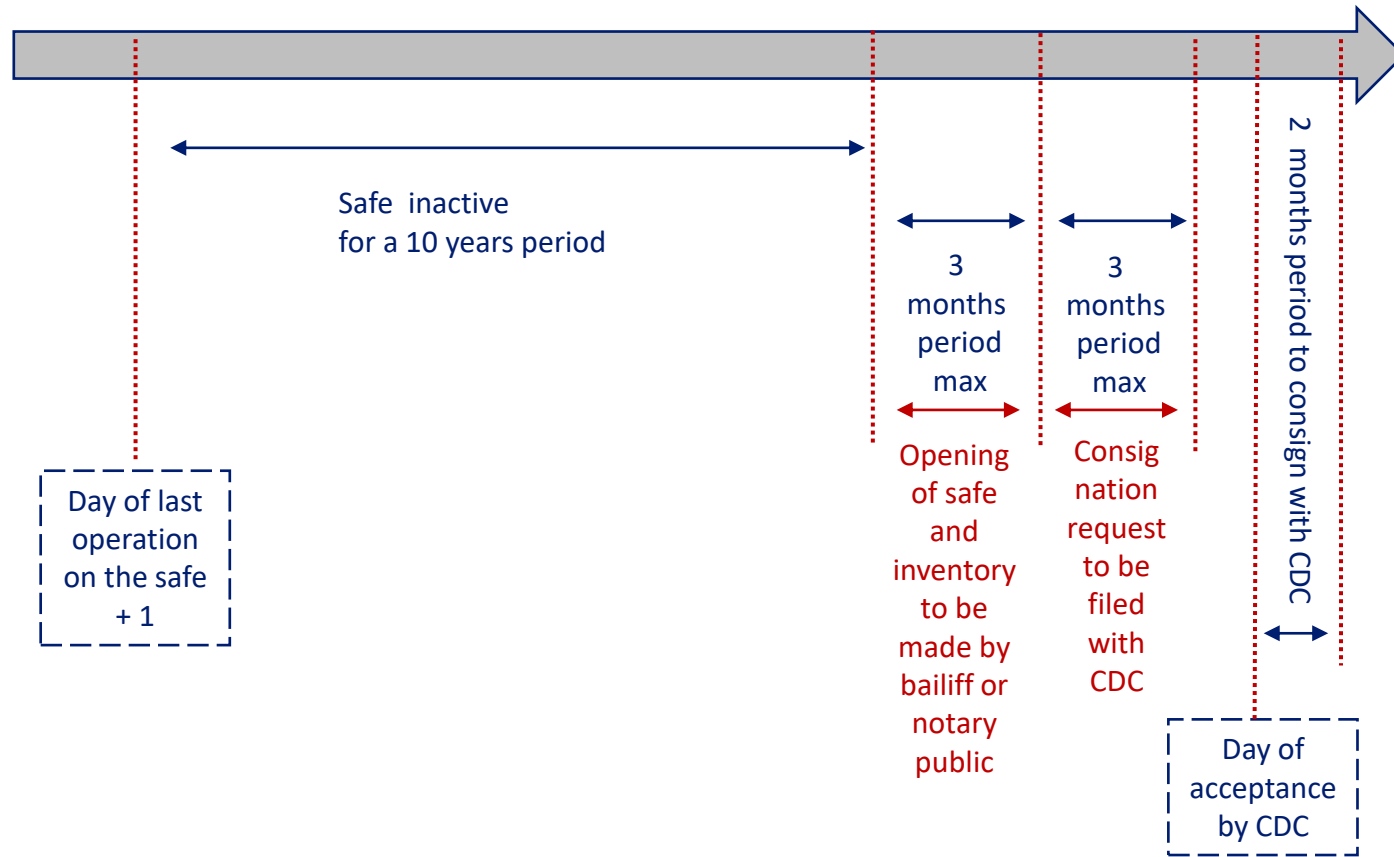 2 months period to consign with CDC
Safe inactive
for a 10 years period
3
months
period
max
3
months
period
max
Day of last
operation
on the safe
+ 1
Opening
of safe
and
inventory
to be
made by
bailiff or
notary
public
Consig
nation
request
to be
filed
with
CDC
Day of
acceptance
by CDC